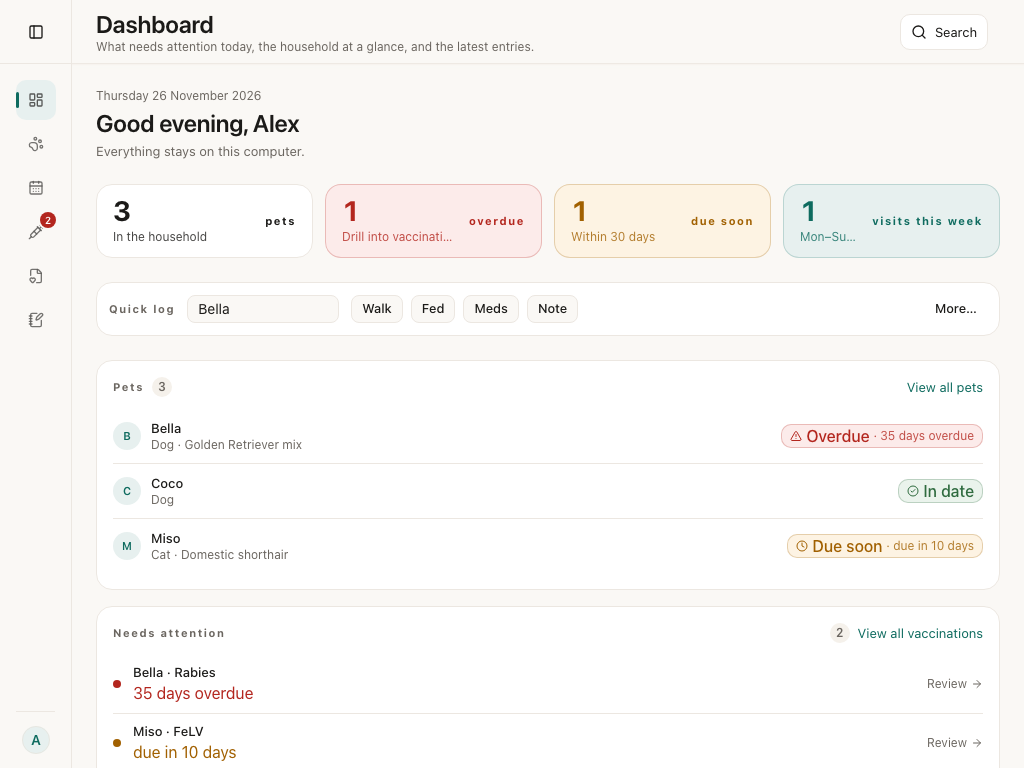 Dashboard
What needs attention today, the household at a glance, and the latest entries.
Search
Thursday 26 November 2026
Good evening, Alex
Everything stays on this computer.
3
pets
In the household
1
overdue
Drill into vaccinati...
1
due soon
Within 30 days
1
visits this week
Mon–Su...
2
Quick log
Bella
Walk
Fed
Meds
Note
More...
Pets 3
View all pets
B
Bella
Dog · Golden Retriever mix
Overdue · 35 days overdue
C
Coco
Dog
In date
M
Miso
Cat · Domestic shorthair
Due soon · due in 10 days
Needs attention
2 View all vaccinations
Bella · Rabies
35 days overdue
Review →
Miso · FeLV
due in 10 days
Review →
A